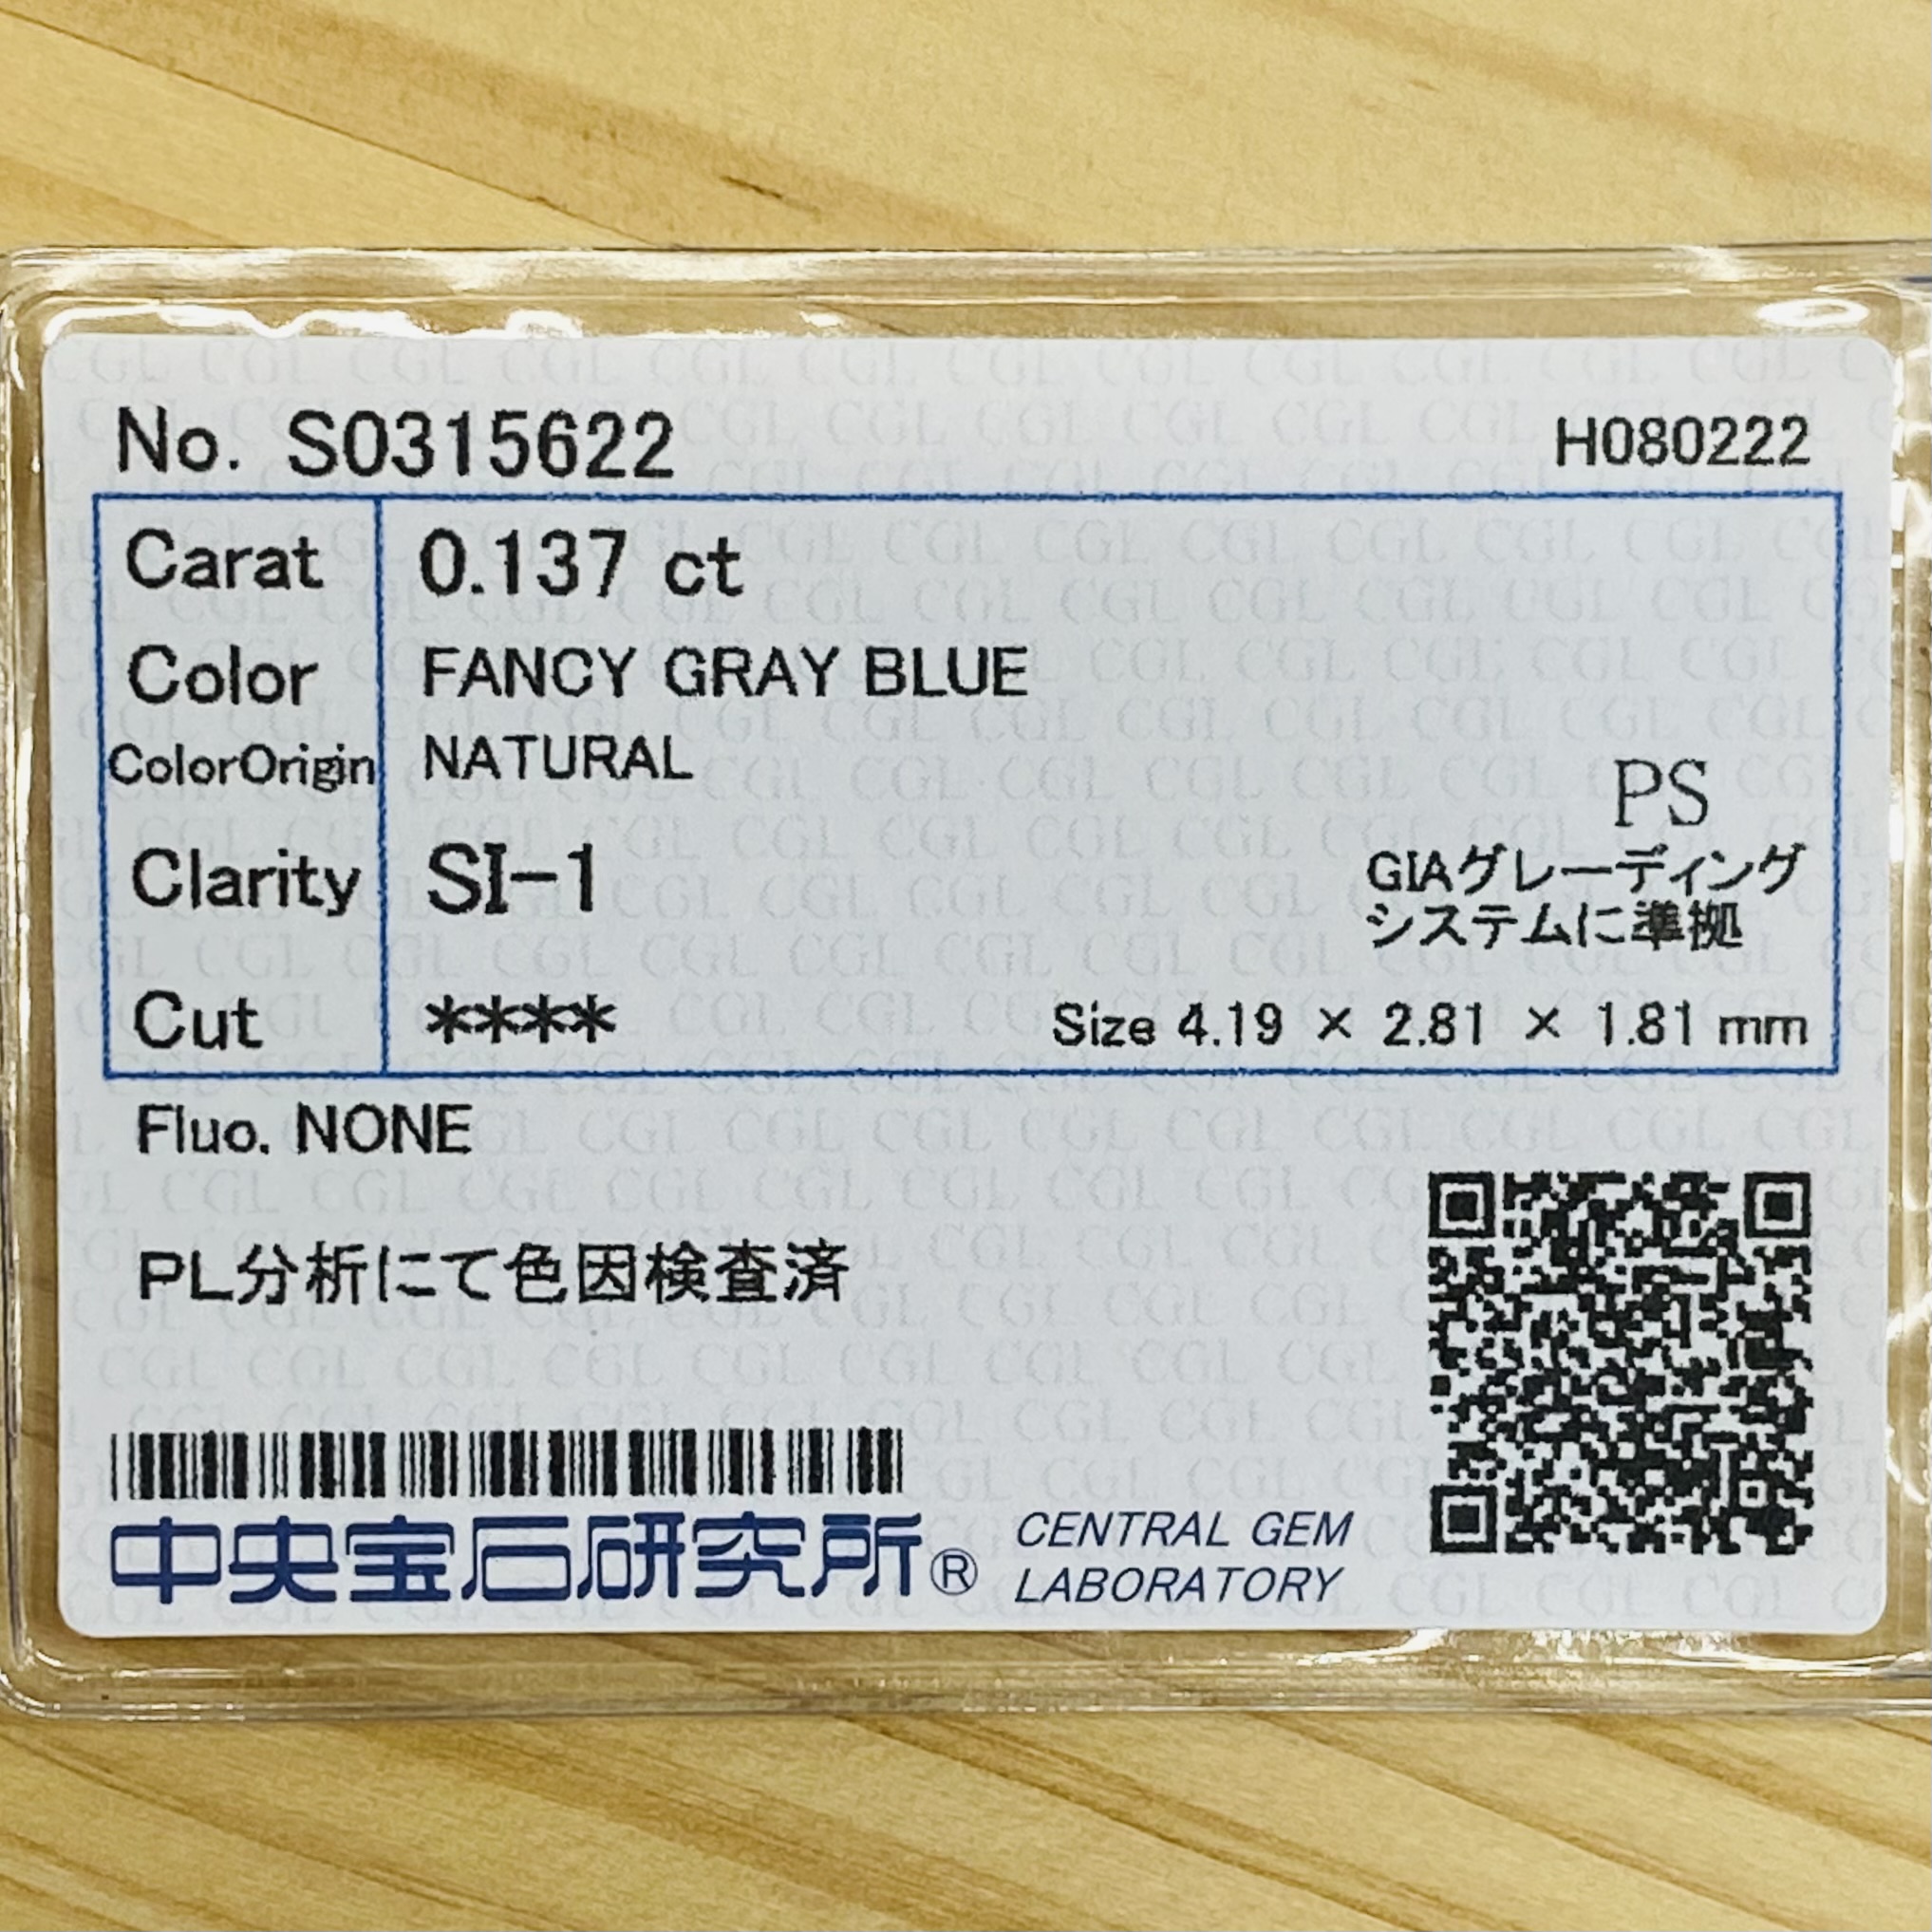 No. S0315622
H080222
Carat 0.137 ct
Color FANCY GRAY BLUE
ColorOrigin NATURAL
PS
Clarity SI-1
GIAグレーディング
システムに準拠
Cut ****
Size 4.19 × 2.81 × 1.81 mm
Fluo. NONE
PL分析にて色因検査済
中央宝石研究所®
CENTRAL GEM
LABORATORY